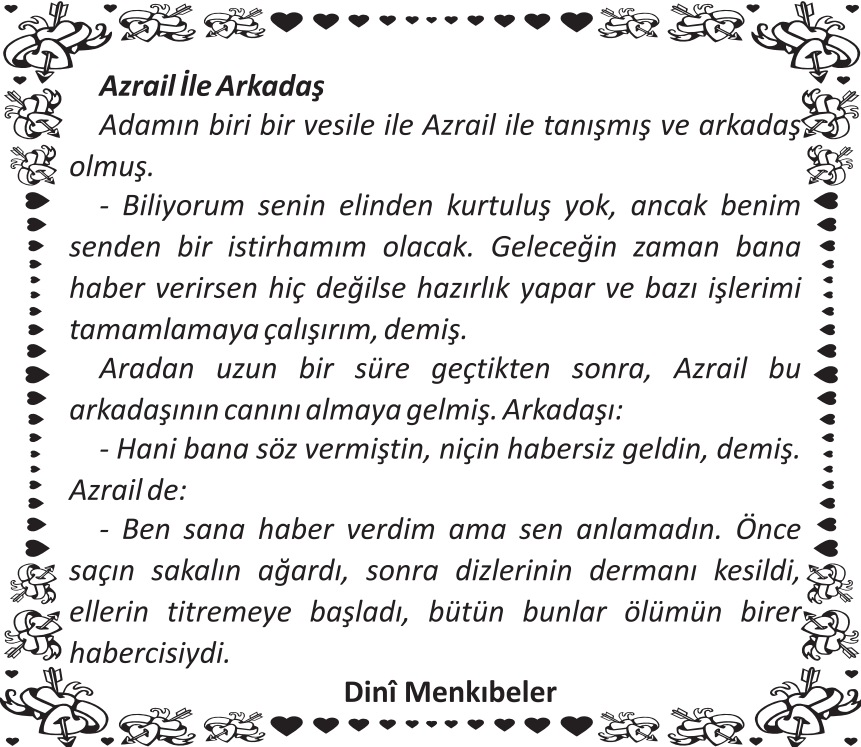 Azrail İle Arkadaş
Adamın biri bir vesile ile Azrail ile tanışmış ve arkadaş
olmuş.
- Biliyorum senin elinden kurtuluş yok, ancak benim
senden bir istirhamım olacak. Geleceğin zaman bana
haber verirsen hiç değilse hazırlık yapar ve bazı işlerimi
tamamlamaya çalışırım, demiş.
Aradan uzun bir süre geçtikten sonra, Azrail bu
arkadaşının canını almaya gelmiş. Arkadaşı:
- Hani bana söz vermiştin, niçin habersiz geldin, demiş.
Azrail de:
- Ben sana haber verdim ama sen anlamadın. Önce
saçın sakalın ağardı, sonra dizlerinin dermanı kesildi,
ellerin titremeye başladı, bütün bunlar ölümün birer
habercisiydi.
Dinî Menkıbeler